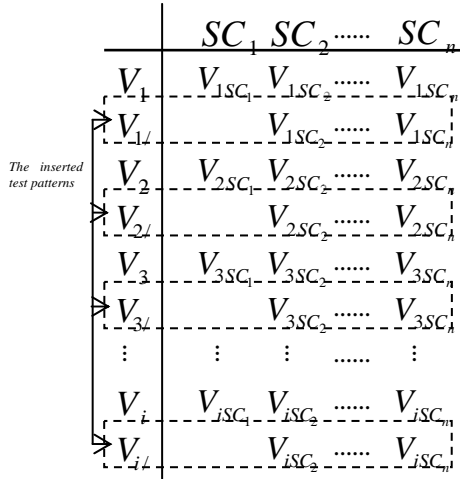 SC₁ SC₂ ...... SCₙ
V₁ V₁SC₁ V₁SC₂ ...... V₁SCₙ
V₁/ V₁SC₂ ...... V₁SCₙ
The inserted
test patterns
V₂ V₂SC₁ V₂SC₂ ...... V₂SCₙ
V₂/ V₂SC₂ ...... V₂SCₙ
V₃ V₃SC₁ V₃SC₂ ...... V₃SCₙ
V₃/ V₃SC₂ ...... V₃SCₙ
⋮ ⋮ ⋮ ...... ⋮
Vᵢ VᵢSC₁ VᵢSC₂ ...... VᵢSCₙ
Vᵢ/ VᵢSC₂ ...... VᵢSCₙ